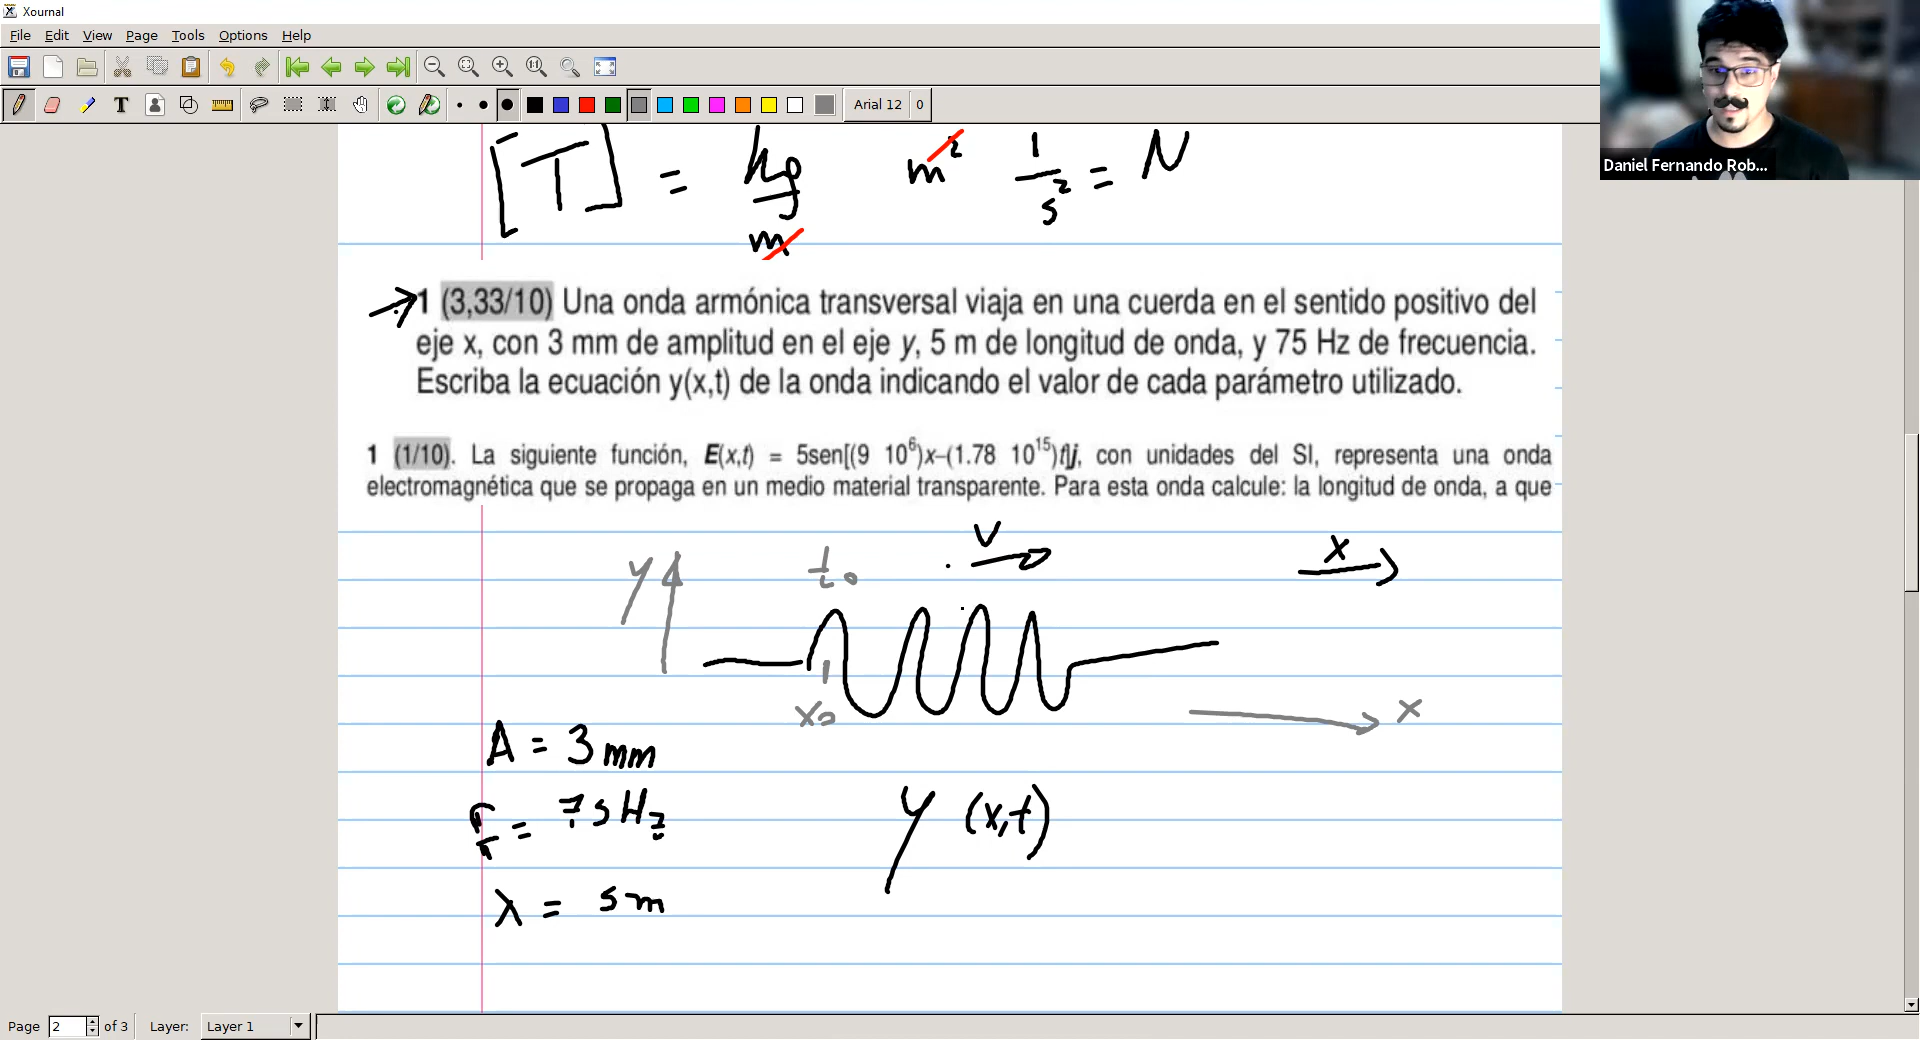 Xournal
File Edit View Page Tools Options Help
Arial 12 0
Daniel Fernando Rob...
[T] = kg/m m² 1/s² = N
1 (3,33/10) Una onda armónica transversal viaja en una cuerda en el sentido positivo del
eje x, con 3 mm de amplitud en el eje y, 5 m de longitud de onda, y 75 Hz de frecuencia.
Escriba la ecuación y(x,t) de la onda indicando el valor de cada parámetro utilizado.
1 (1/10). La siguiente función, E(x,t) = 5sen[(9 10⁶)x–(1.78 10¹⁵)t]j, con unidades del SI, representa una onda
electromagnética que se propaga en un medio material transparente. Para esta onda calcule: la longitud de onda, a que
y t₀ v x
x₀ x
A = 3 mm
f = 75 Hz
y (x,t)
λ = 5 m
Page 2 of 3 Layer: Layer 1